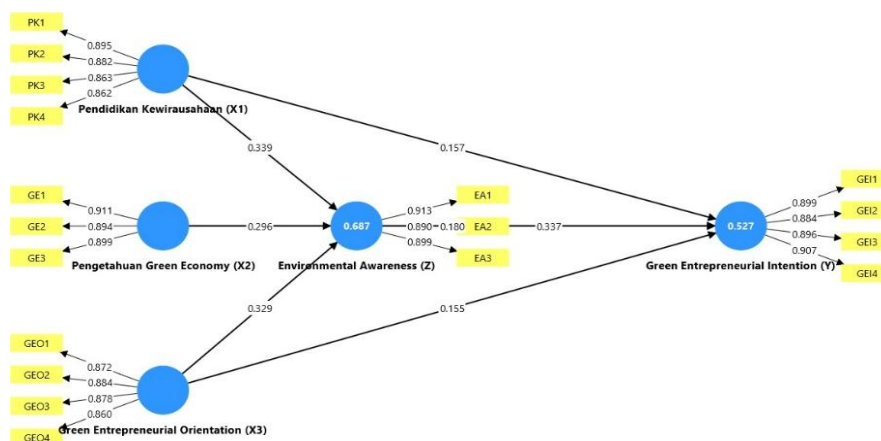 PK1
PK2
PK3
PK4
0.895
0.882
0.863
0.862
Pendidikan Kewirausahaan (X1)
0.339
0.157
GE1
GE2
GE3
0.911
0.894
0.899
Pengetahuan Green Economy (X2)
0.296
0.687
Environmental Awareness (Z)
0.913
0.890
0.899
EA1
EA2
EA3
0.180
0.337
0.527
Green Entrepreneurial Intention (Y)
0.899
0.884
0.896
0.907
GEI1
GEI2
GEI3
GEI4
0.329
0.155
GEO1
GEO2
GEO3
GEO4
0.872
0.884
0.878
0.860
Green Entrepreneurial Orientation (X3)